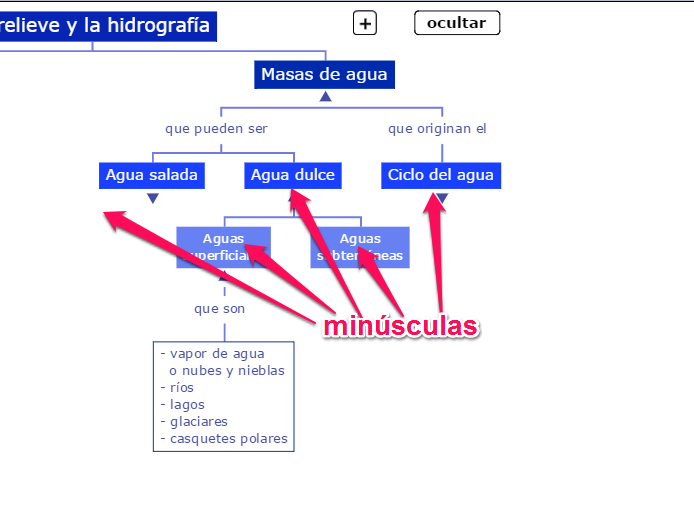 relieve y la hidrografía
+
ocultar
Masas de agua
que pueden ser
que originan el
Agua salada
Agua dulce
Ciclo del agua
Aguas
Aguas
que son
minúsculas
- vapor de agua
o nubes y nieblas
- ríos
- lagos
- glaciares
- casquetes polares